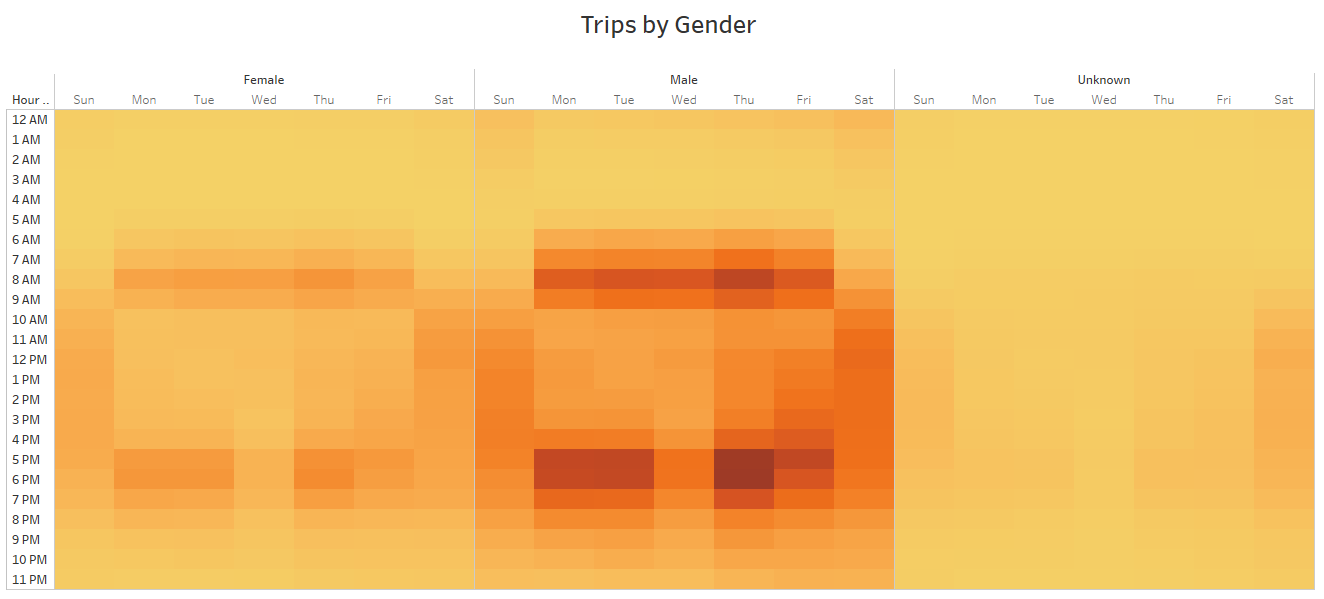 Trips by Gender
Female Male Unknown
Hour .. Sun Mon Tue Wed Thu Fri Sat Sun Mon Tue Wed Thu Fri Sat Sun Mon Tue Wed Thu Fri Sat
12 AM
1 AM
2 AM
3 AM
4 AM
5 AM
6 AM
7 AM
8 AM
9 AM
10 AM
11 AM
12 PM
1 PM
2 PM
3 PM
4 PM
5 PM
6 PM
7 PM
8 PM
9 PM
10 PM
11 PM